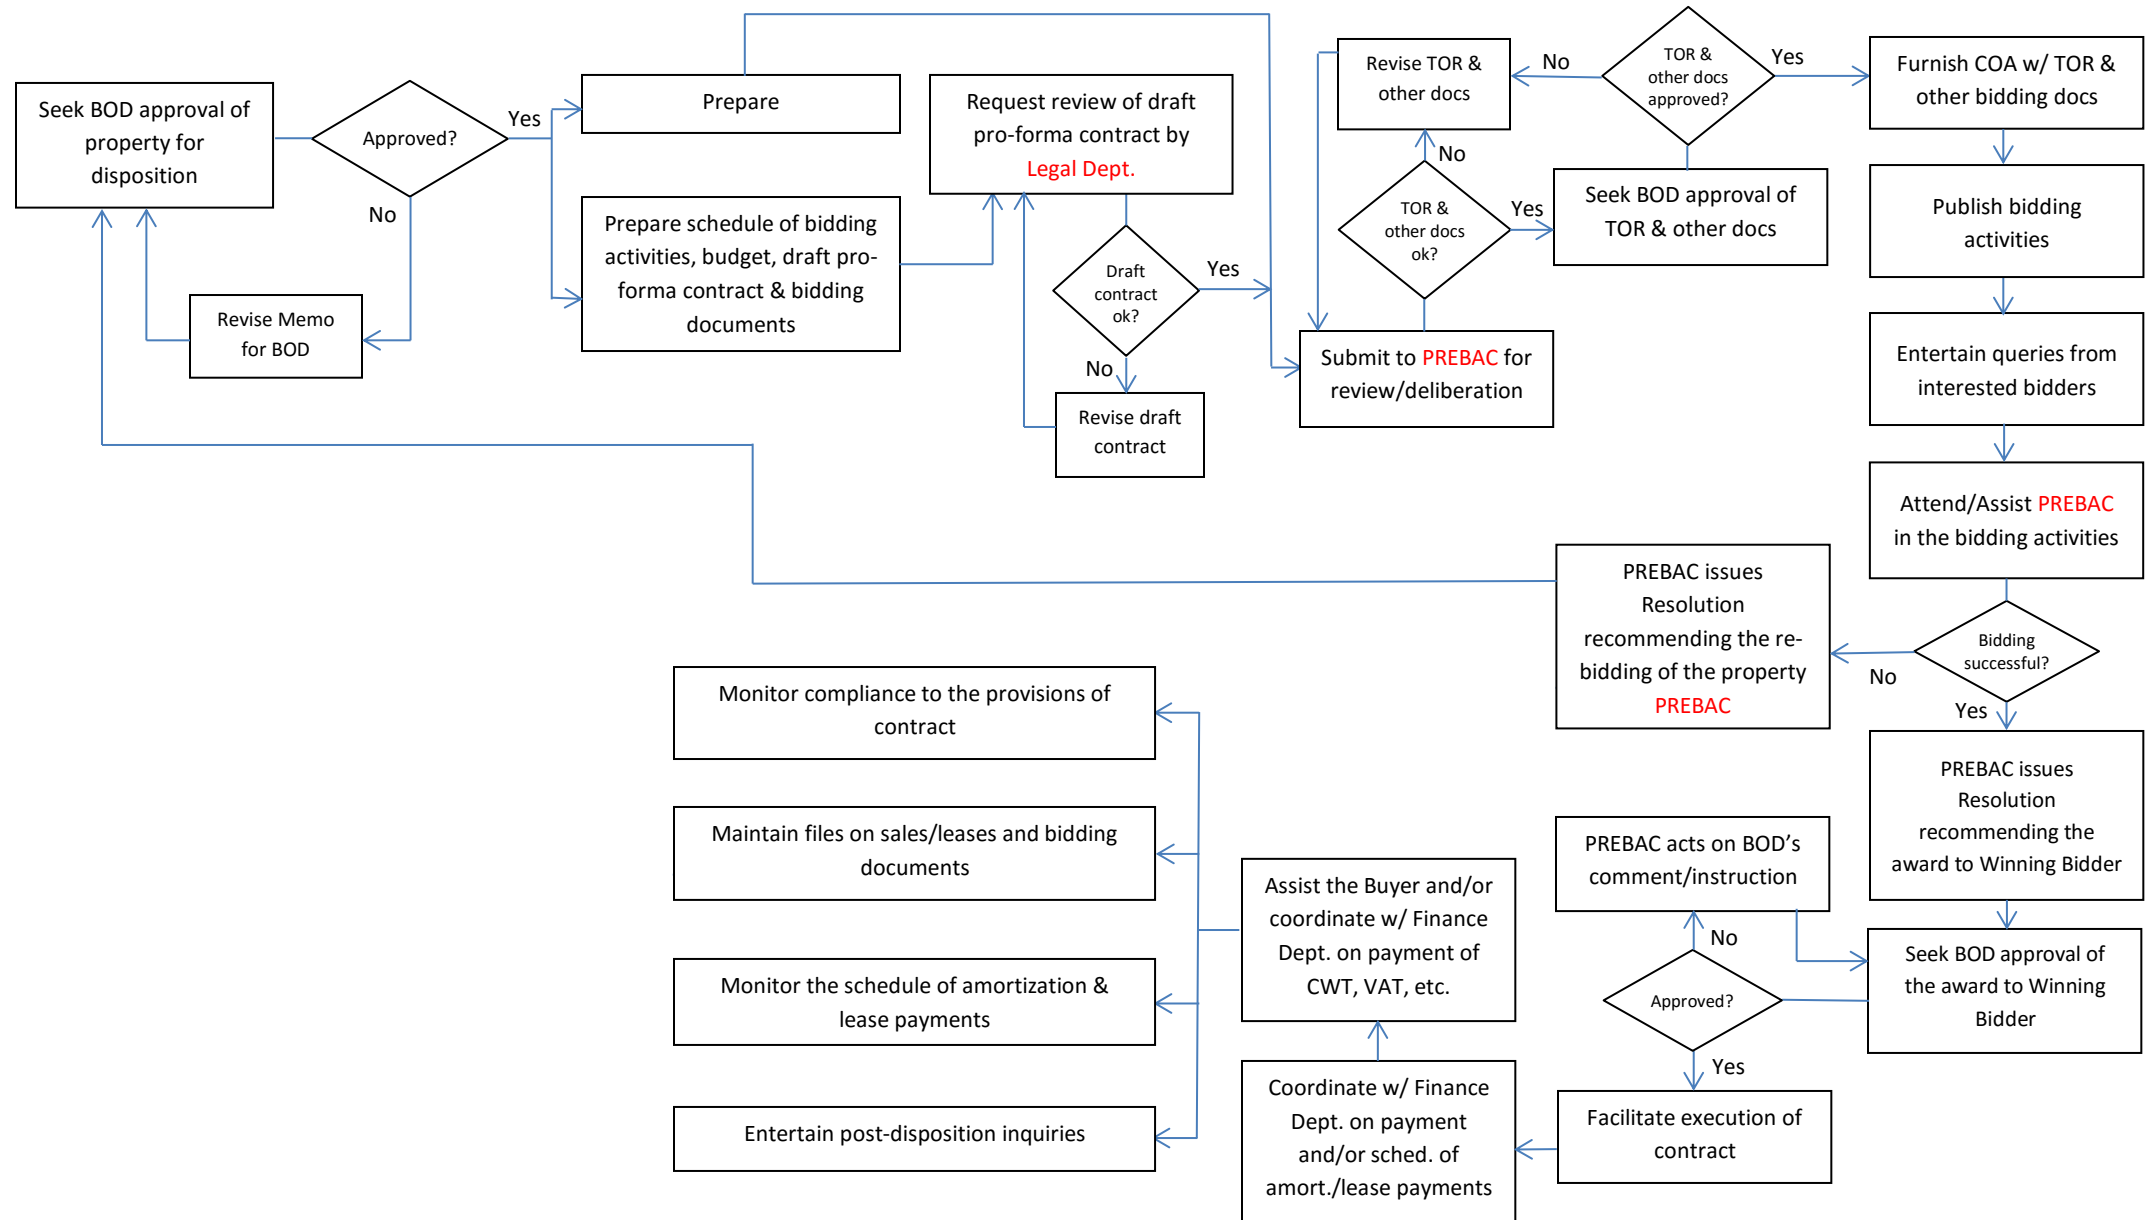 Seek BOD approval of
property for
disposition
Approved?
Yes
No
Revise Memo
for BOD
Prepare
Prepare schedule of bidding
activities, budget, draft pro-
forma contract & bidding
documents
Request review of draft
pro-forma contract by
Legal Dept.
Draft
contract
ok?
Yes
No
Revise draft
contract
Submit to PREBAC for
review/deliberation
TOR &
other docs
ok?
No
Yes
Revise TOR &
other docs
Seek BOD approval of
TOR & other docs
TOR &
other docs
approved?
No
Yes
Furnish COA w/ TOR &
other bidding docs
Publish bidding
activities
Entertain queries from
interested bidders
Attend/Assist PREBAC
in the bidding activities
Bidding
successful?
No
Yes
PREBAC issues
Resolution
recommending the re-
bidding of the property
PREBAC
PREBAC issues
Resolution
recommending the
award to Winning Bidder
Seek BOD approval of
the award to Winning
Bidder
Approved?
No
Yes
PREBAC acts on BOD’s
comment/instruction
Facilitate execution of
contract
Coordinate w/ Finance
Dept. on payment
and/or sched. of
amort./lease payments
Assist the Buyer and/or
coordinate w/ Finance
Dept. on payment of
CWT, VAT, etc.
Monitor compliance to the provisions of
contract
Maintain files on sales/leases and bidding
documents
Monitor the schedule of amortization &
lease payments
Entertain post-disposition inquiries